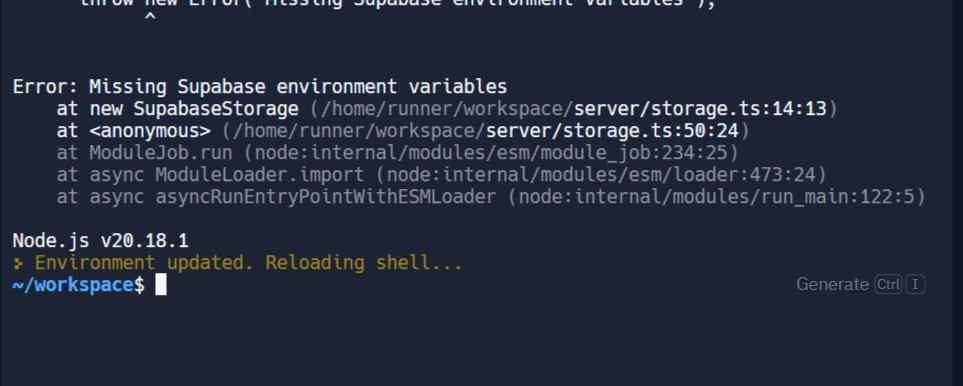 throw new Error("Missing Supabase environment variables");
^
Error: Missing Supabase environment variables
    at new SupabaseStorage (/home/runner/workspace/server/storage.ts:14:13)
    at <anonymous> (/home/runner/workspace/server/storage.ts:50:24)
    at ModuleJob.run (node:internal/modules/esm/module_job:234:25)
    at async ModuleLoader.import (node:internal/modules/esm/loader:473:24)
    at async asyncRunEntryPointWithESMLoader (node:internal/modules/run_main:122:5)
Node.js v20.18.1
Environment updated. Reloading shell...
~/workspace$
Generate Ctrl I